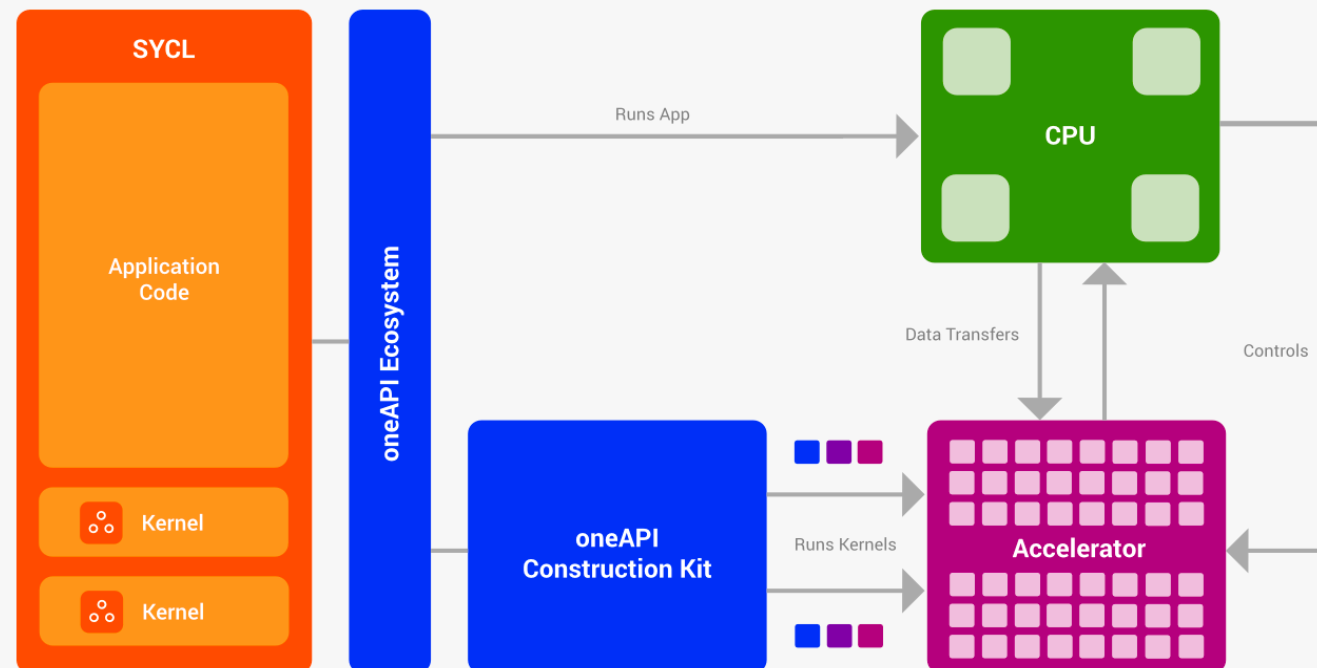 SYCL
Application
Code
Kernel
Kernel
oneAPI Ecosystem
Runs App
CPU
Data Transfers
Controls
oneAPI
Construction Kit
Runs Kernels
Accelerator